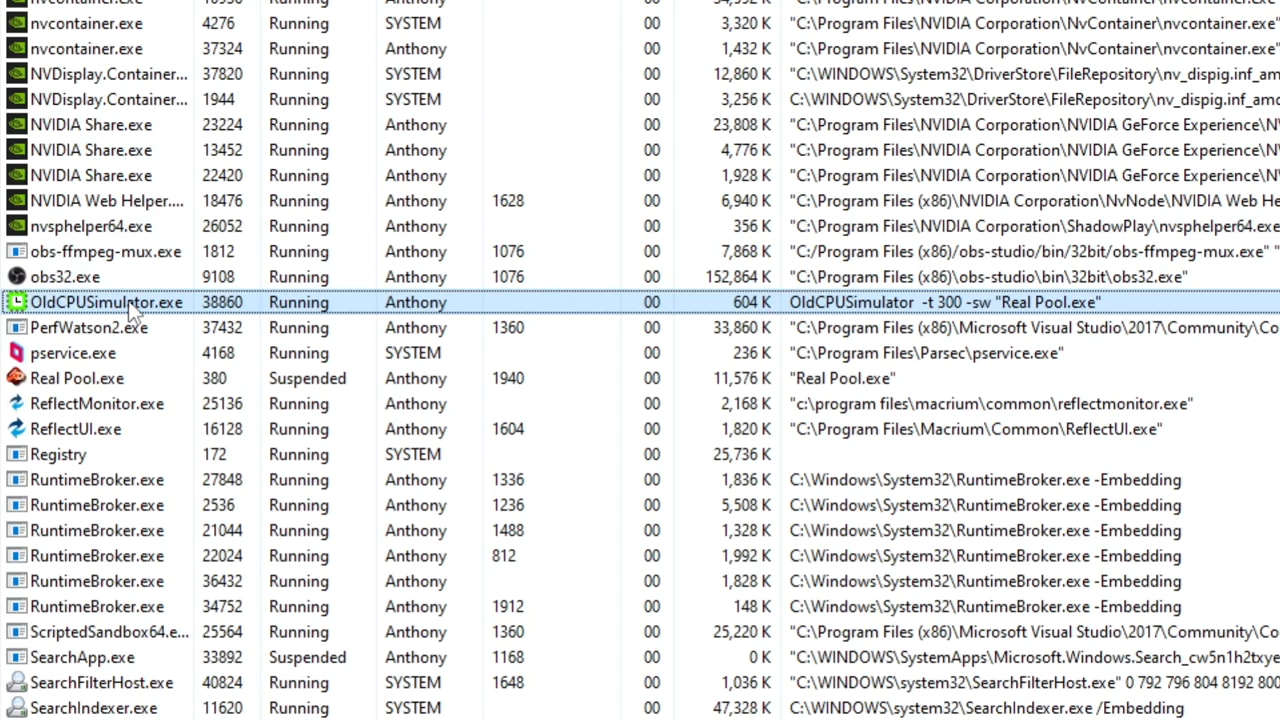 nvcontainer.exe Running Anthony "C:\Program Files\NVIDIA Corporation\NvContainer\nvcontainer.exe"
nvcontainer.exe 4276 Running SYSTEM 00 3,320 K "C:\Program Files\NVIDIA Corporation\NvContainer\nvcontainer.exe"
nvcontainer.exe 37324 Running Anthony 00 1,432 K "C:\Program Files\NVIDIA Corporation\NvContainer\nvcontainer.exe"
NVDisplay.Container... 37820 Running SYSTEM 00 12,860 K "C:\WINDOWS\System32\DriverStore\FileRepository\nv_dispig.inf_amd
NVDisplay.Container... 1944 Running SYSTEM 00 3,256 K C:\WINDOWS\System32\DriverStore\FileRepository\nv_dispig.inf_amd
NVIDIA Share.exe 23224 Running Anthony 00 23,808 K "C:\Program Files\NVIDIA Corporation\NVIDIA GeForce Experience\N
NVIDIA Share.exe 13452 Running Anthony 00 4,776 K "C:\Program Files\NVIDIA Corporation\NVIDIA GeForce Experience\N
NVIDIA Share.exe 22420 Running Anthony 00 1,928 K "C:\Program Files\NVIDIA Corporation\NVIDIA GeForce Experience\N
NVIDIA Web Helper.... 18476 Running Anthony 1628 00 6,940 K "C:\Program Files (x86)\NVIDIA Corporation\NvNode\NVIDIA Web He
nvsphelper64.exe 26052 Running Anthony 00 356 K "C:\Program Files\NVIDIA Corporation\ShadowPlay\nvsphelper64.exe
obs-ffmpeg-mux.exe 1812 Running Anthony 1076 00 7,868 K "C:/Program Files (x86)/obs-studio/bin/32bit/obs-ffmpeg-mux.exe" "
obs32.exe 9108 Running Anthony 1076 00 152,864 K "C:\Program Files (x86)\obs-studio\bin\32bit\obs32.exe"
OldCPUSimulator.exe 38860 Running Anthony 00 604 K OldCPUSimulator -t 300 -sw "Real Pool.exe"
PerfWatson2.exe 37432 Running Anthony 1360 00 33,860 K "C:\Program Files (x86)\Microsoft Visual Studio\2017\Community\Co
pservice.exe 4168 Running SYSTEM 00 236 K "C:\Program Files\Parsec\pservice.exe"
Real Pool.exe 380 Suspended Anthony 1940 00 11,576 K "Real Pool.exe"
ReflectMonitor.exe 25136 Running Anthony 00 2,168 K "c:\program files\macrium\common\reflectmonitor.exe"
ReflectUI.exe 16128 Running Anthony 1604 00 1,820 K "C:\Program Files\Macrium\Common\ReflectUI.exe"
Registry 172 Running SYSTEM 00 25,736 K
RuntimeBroker.exe 27848 Running Anthony 1336 00 1,836 K C:\Windows\System32\RuntimeBroker.exe -Embedding
RuntimeBroker.exe 2536 Running Anthony 1236 00 5,508 K C:\Windows\System32\RuntimeBroker.exe -Embedding
RuntimeBroker.exe 21044 Running Anthony 1488 00 1,328 K C:\Windows\System32\RuntimeBroker.exe -Embedding
RuntimeBroker.exe 22024 Running Anthony 812 00 1,992 K C:\Windows\System32\RuntimeBroker.exe -Embedding
RuntimeBroker.exe 36432 Running Anthony 00 1,828 K C:\Windows\System32\RuntimeBroker.exe -Embedding
RuntimeBroker.exe 34752 Running Anthony 1912 00 148 K C:\Windows\System32\RuntimeBroker.exe -Embedding
ScriptedSandbox64.e... 25564 Running Anthony 1360 00 25,220 K "C:\Program Files (x86)\Microsoft Visual Studio\2017\Community\Co
SearchApp.exe 33892 Suspended Anthony 1168 00 0 K "C:\WINDOWS\SystemApps\Microsoft.Windows.Search_cw5n1h2txye
SearchFilterHost.exe 40824 Running SYSTEM 1648 00 1,036 K "C:\WINDOWS\system32\SearchFilterHost.exe" 0 792 796 804 8192 800
SearchIndexer.exe 11620 Running SYSTEM 00 47,328 K C:\WINDOWS\system32\SearchIndexer.exe /Embedding